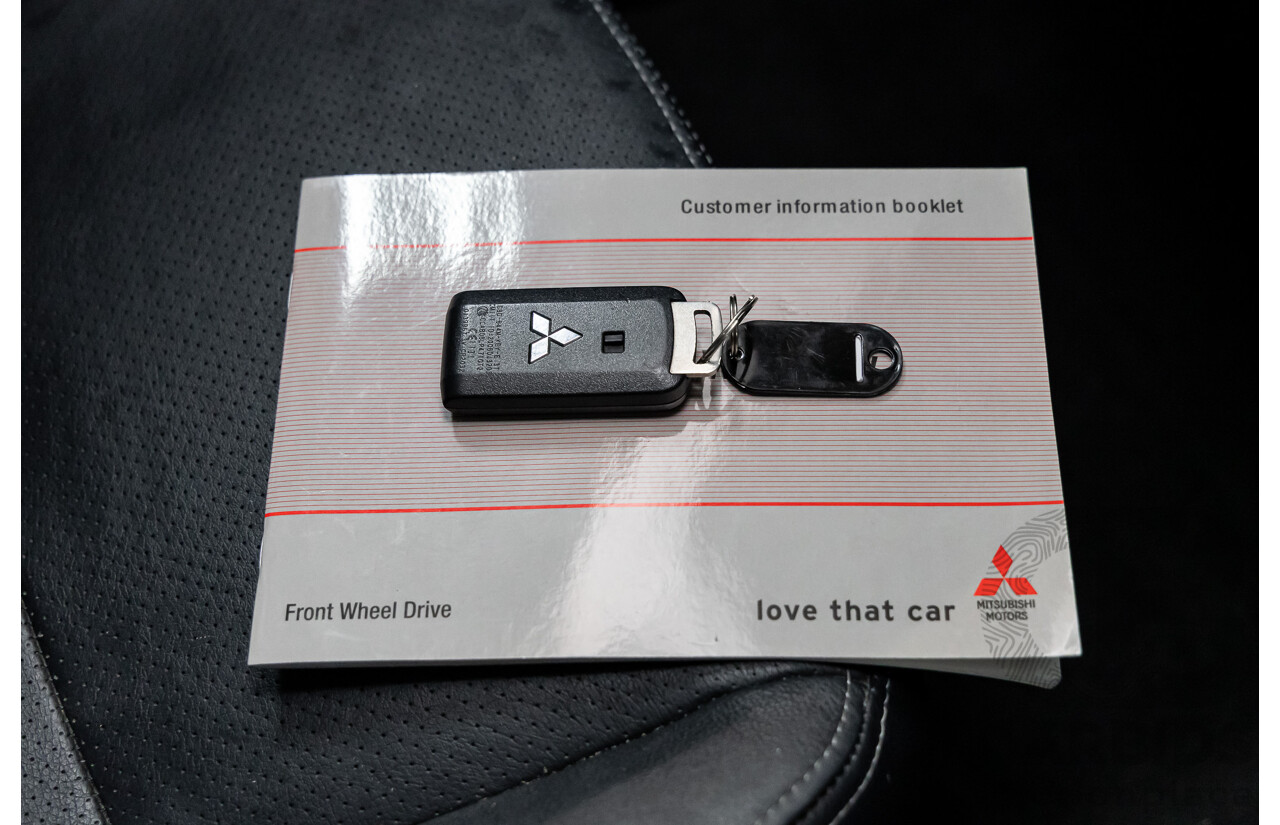 Customer information booklet
Front Wheel Drive
love that car
MITSUBISHI
MOTORS